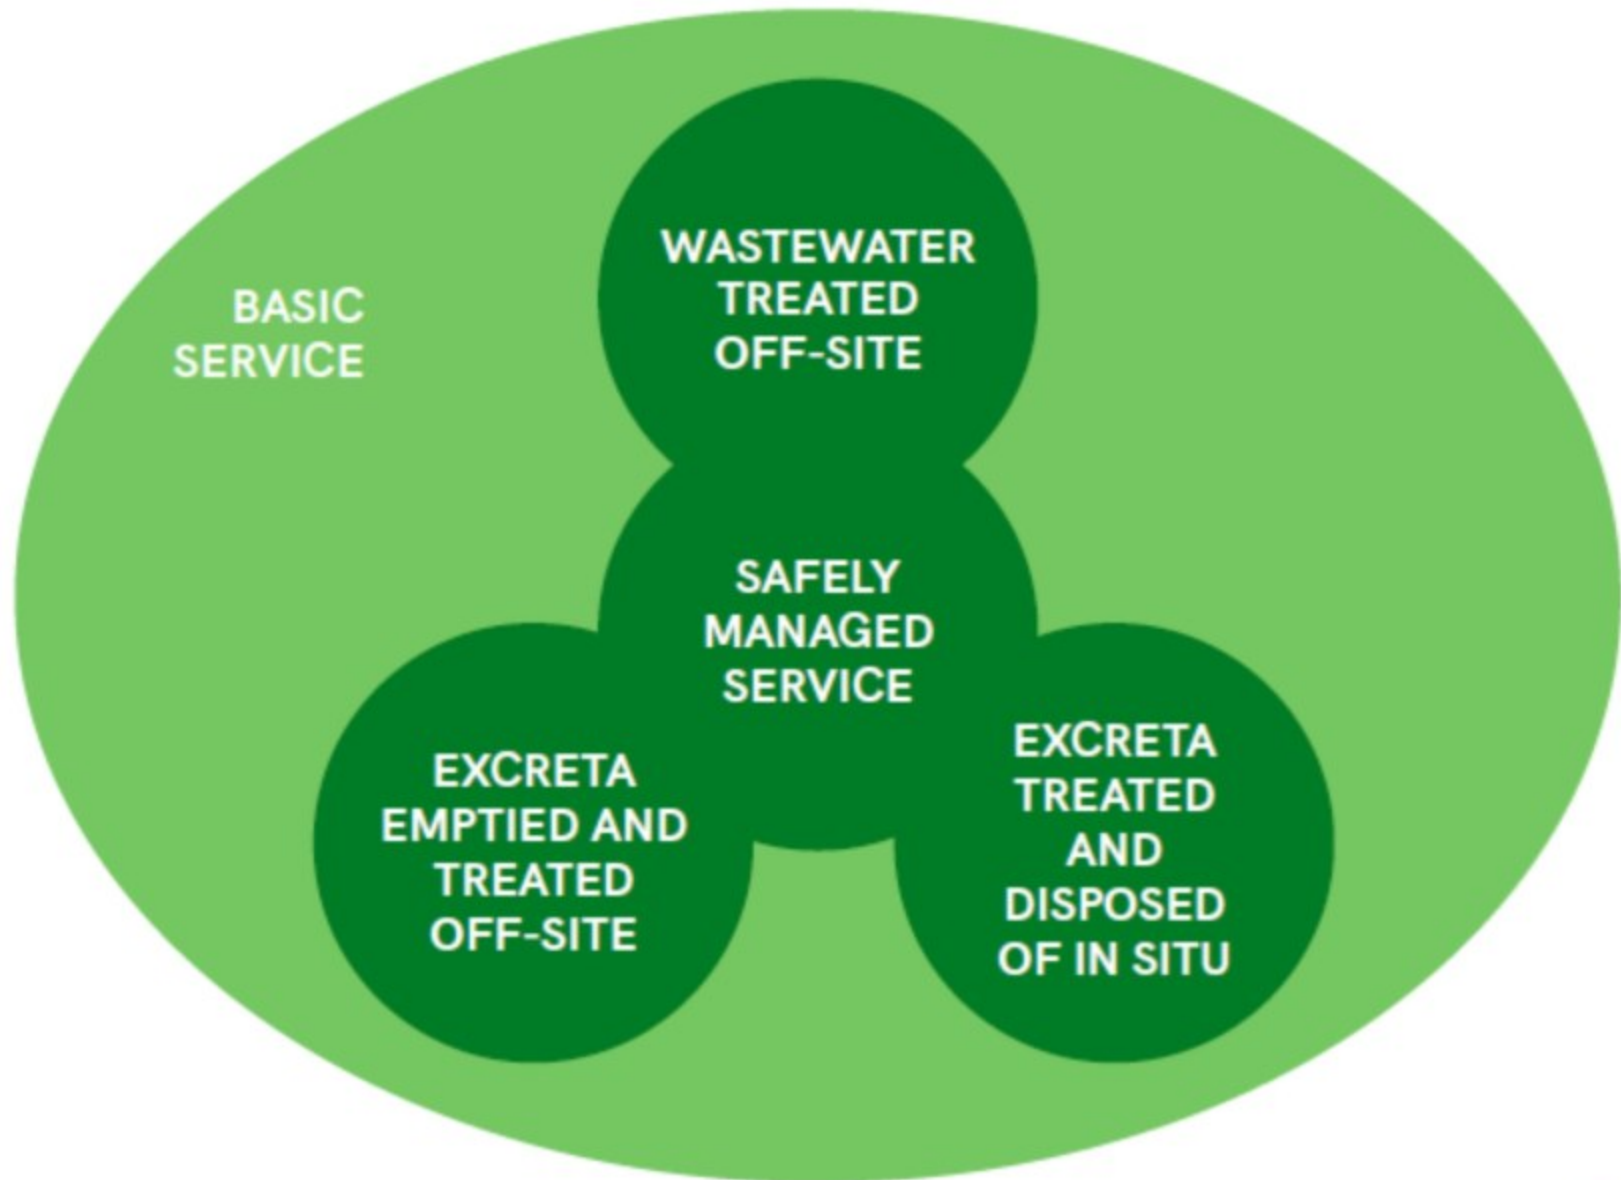 WASTEWATER
TREATED
OFF-SITE
BASIC
SERVICE
SAFELY
MANAGED
SERVICE
EXCRETA
EMPTIED AND
TREATED
OFF-SITE
EXCRETA
TREATED
AND
DISPOSED
OF IN SITU